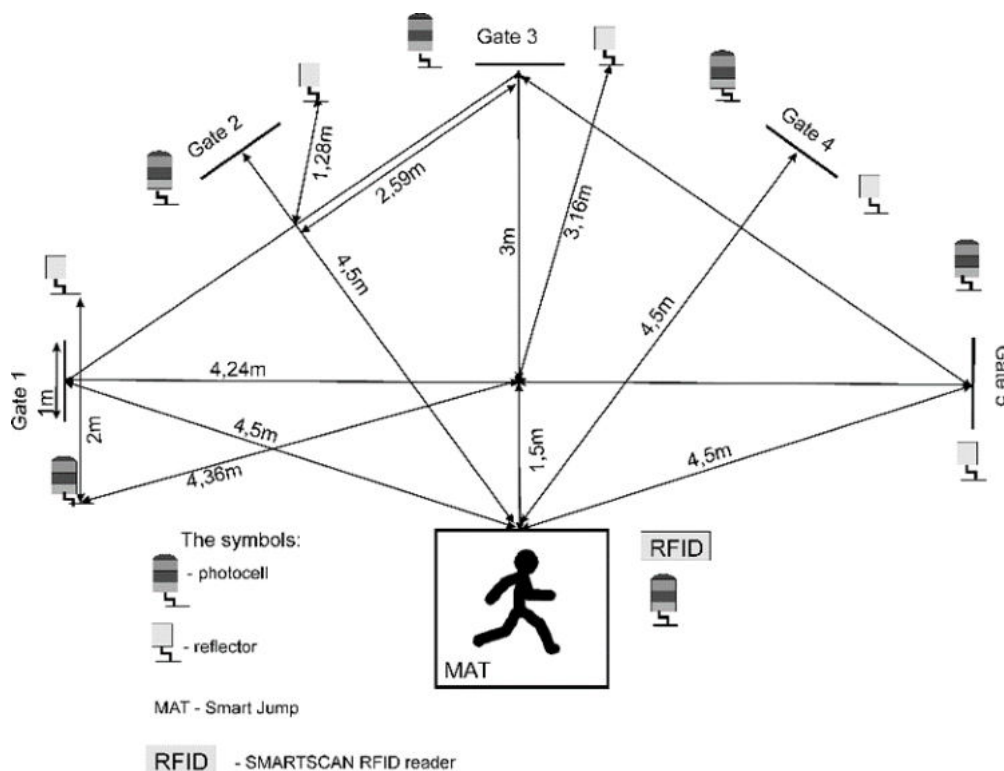 Gate 3
Gate 2
Gate 4
1,28m
2,59m
3,16m
3m
4,5m
4,5m
Gate 1
1m
2m
4,24m
4,5m
4,36m
1,5m
4,5m
Gate 5
MAT
RFID
The symbols:
- photocell
- reflector
MAT - Smart Jump
RFID - SMARTSCAN RFID reader